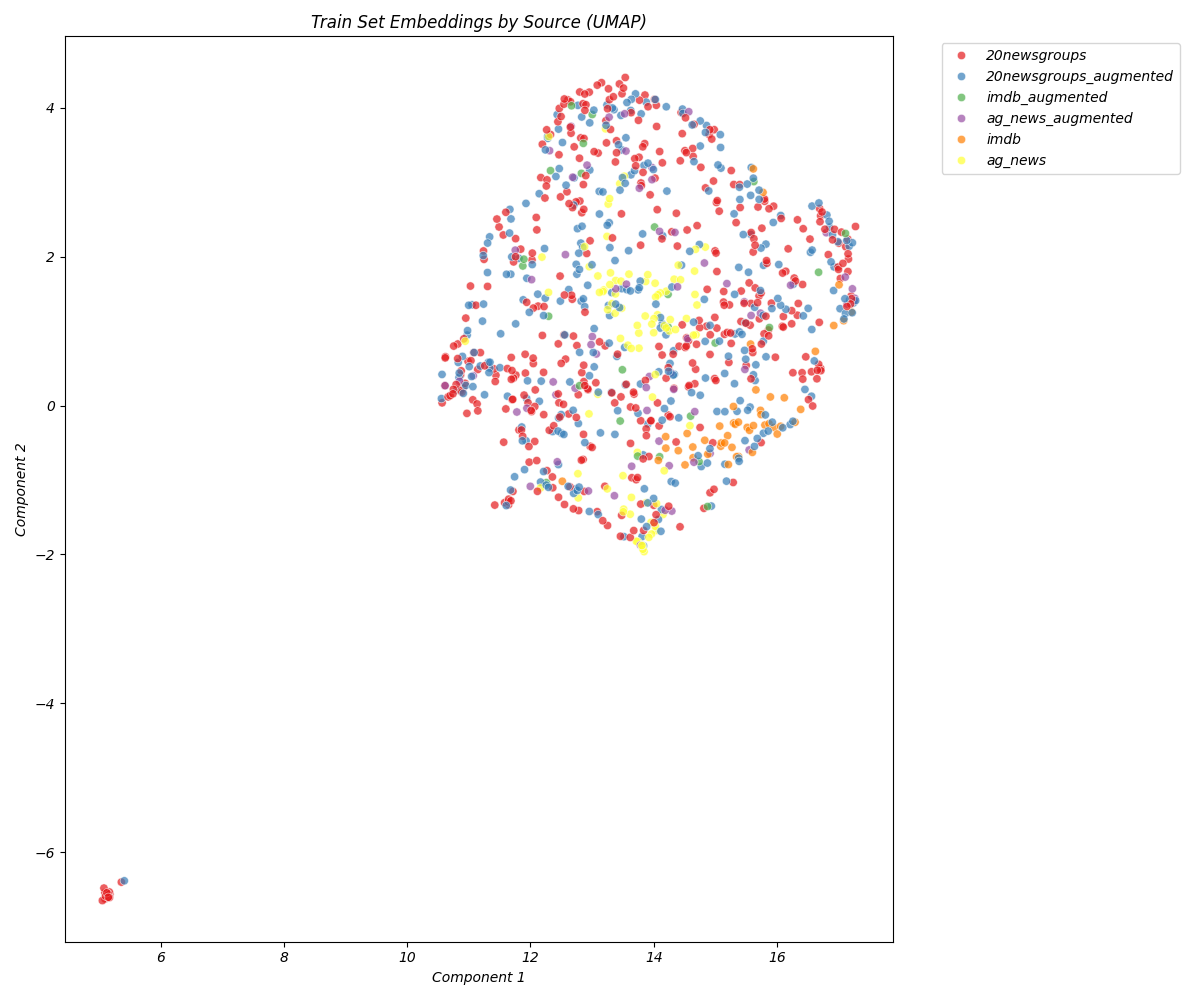 Train Set Embeddings by Source (UMAP)
20newsgroups
20newsgroups_augmented
imdb_augmented
ag_news_augmented
imdb
ag_news
4
2
0
−2
−4
−6
Component 2
6
8
10
12
14
16
Component 1